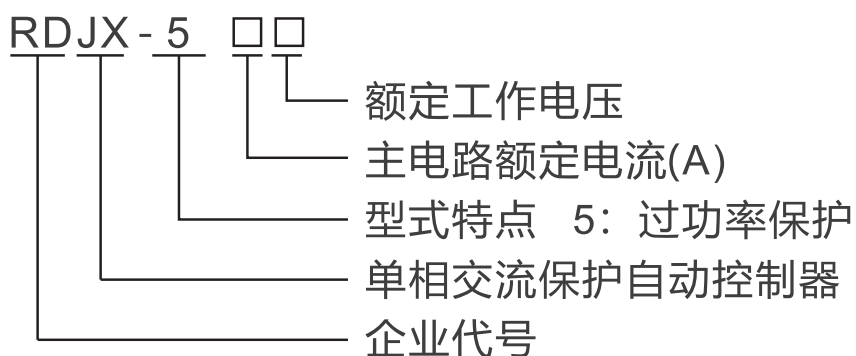 RDJX-5 □□
额定工作电压
主电路额定电流(A)
型式特点 5：过功率保护
单相交流保护自动控制器
企业代号